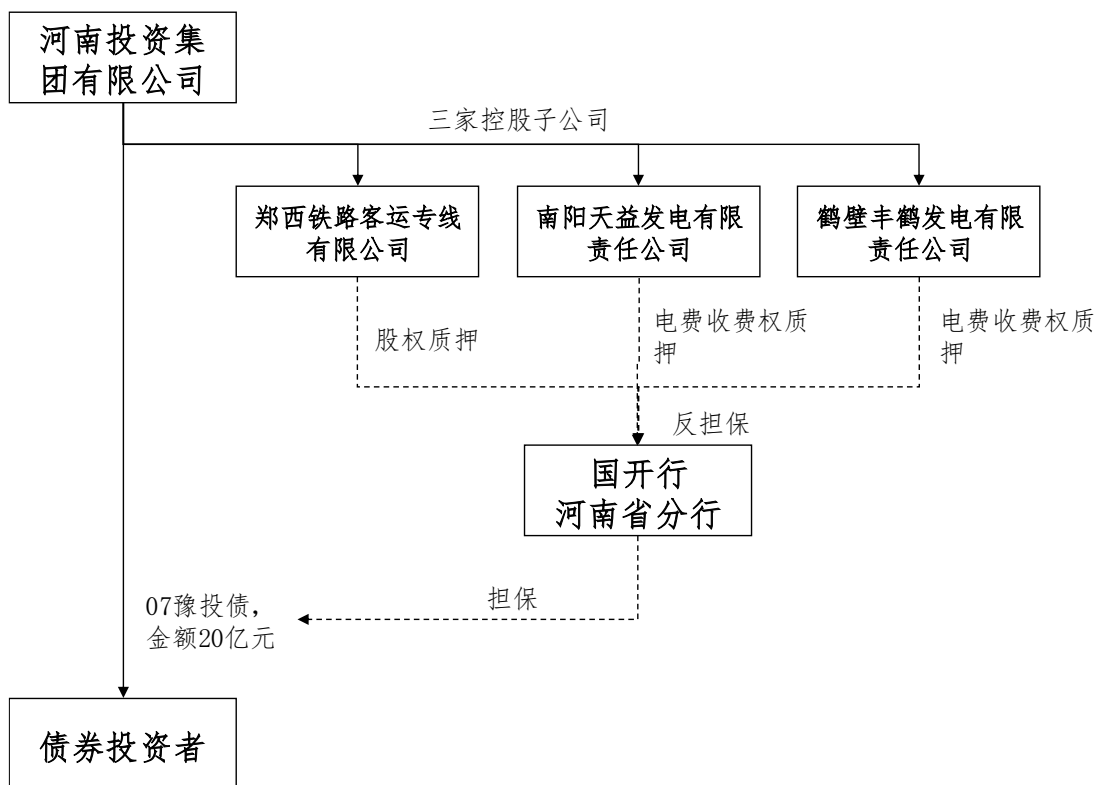 河南投资集
团有限公司
三家控股子公司
郑西铁路客运专线
有限公司
南阳天益发电有限
责任公司
鹤壁丰鹤发电有限
责任公司
股权质押
电费收费权质
押
电费收费权质
押
反担保
国开行
河南省分行
07豫投债，
金额20亿元
担保
债券投资者